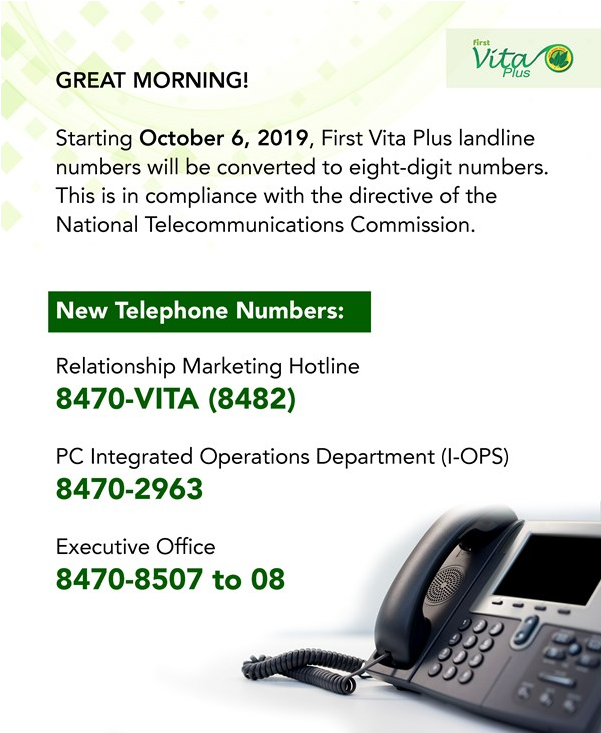 First
Vita
Plus
GREAT MORNING!
Starting October 6, 2019, First Vita Plus landline
numbers will be converted to eight-digit numbers.
This is in compliance with the directive of the
National Telecommunications Commission.
New Telephone Numbers:
Relationship Marketing Hotline
8470-VITA (8482)
PC Integrated Operations Department (I-OPS)
8470-2963
Executive Office
8470-8507 to 08